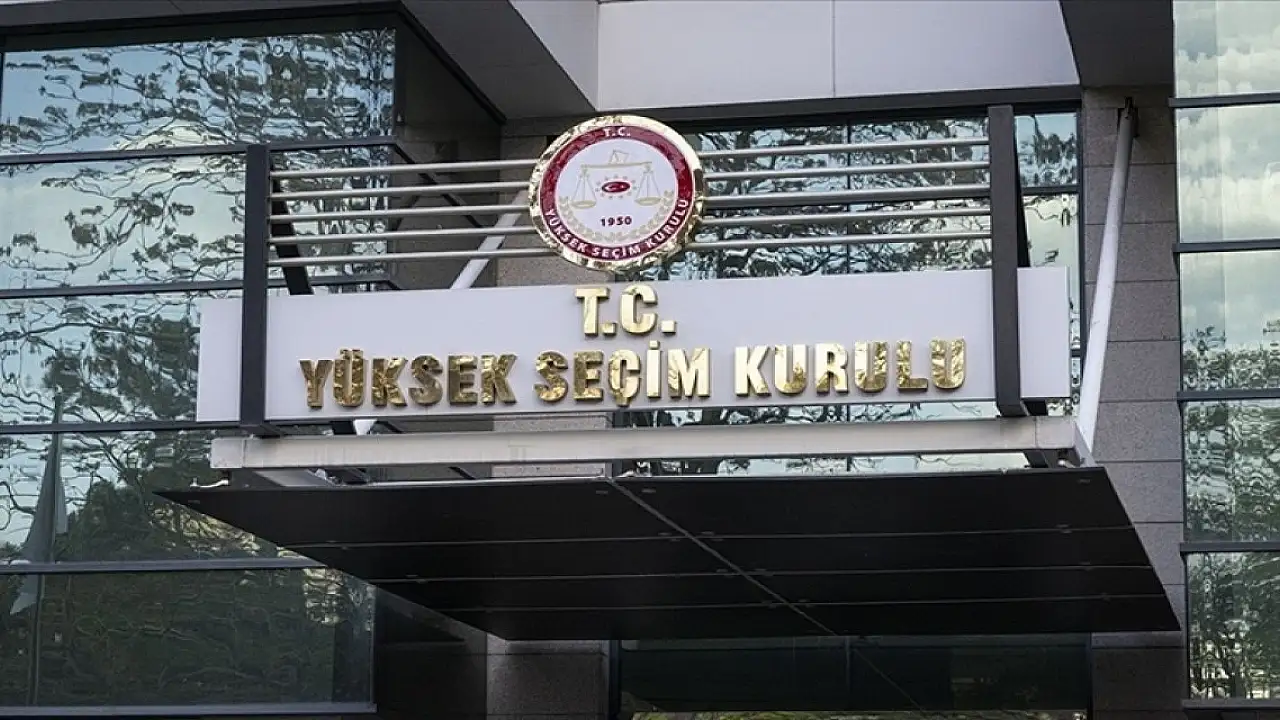 T.C.
1950
YÜKSEK SEÇİM KURULU
T.C.
YÜKSEK SEÇİM KURULU